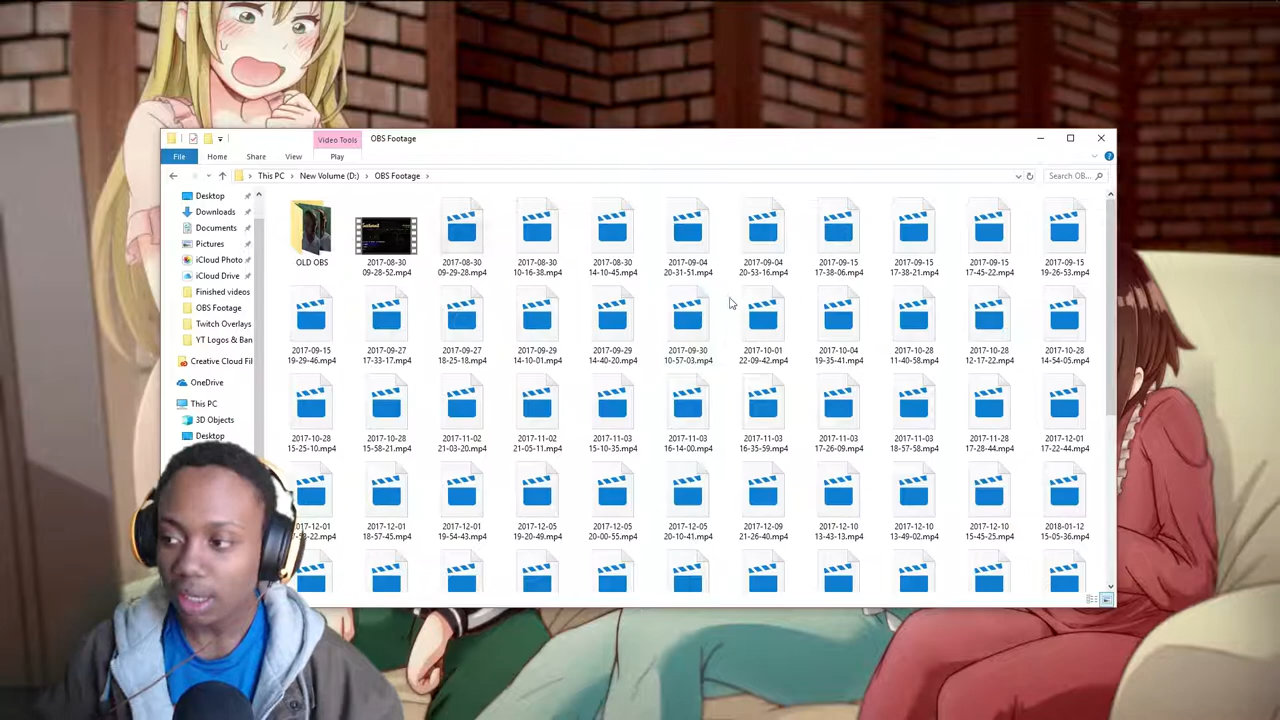 Video Tools
OBS Footage
File
Home
Share
View
Play
This PC
New Volume (D:)
OBS Footage
Search OB...
Desktop
Downloads
Documents
Pictures
iCloud Photo
iCloud Drive
Finished videos
OBS Footage
Twitch Overlays
YT Logos & Ban
Creative Cloud Fil
OneDrive
This PC
3D Objects
Desktop
OLD OBS
2017-08-30
09-28-52.mp4
2017-08-30
09-29-28.mp4
2017-08-30
10-16-38.mp4
2017-08-30
14-10-45.mp4
2017-09-04
20-31-51.mp4
2017-09-04
20-53-16.mp4
2017-09-15
17-38-06.mp4
2017-09-15
17-38-21.mp4
2017-09-15
17-45-22.mp4
2017-09-15
19-26-53.mp4
2017-09-15
19-29-46.mp4
2017-09-27
17-33-17.mp4
2017-09-27
18-25-18.mp4
2017-09-29
14-10-01.mp4
2017-09-29
14-40-20.mp4
2017-09-30
10-57-03.mp4
2017-10-01
22-09-42.mp4
2017-10-04
19-35-41.mp4
2017-10-28
11-40-58.mp4
2017-10-28
12-17-22.mp4
2017-10-28
14-54-05.mp4
2017-10-28
15-25-10.mp4
2017-10-28
15-58-21.mp4
2017-11-02
21-03-20.mp4
2017-11-02
21-05-11.mp4
2017-11-03
15-10-35.mp4
2017-11-03
16-14-00.mp4
2017-11-03
16-35-59.mp4
2017-11-03
17-26-09.mp4
2017-11-03
18-57-58.mp4
2017-11-28
17-28-44.mp4
2017-12-01
17-22-44.mp4
017-12-01
-22.mp4
2017-12-01
18-57-45.mp4
2017-12-01
19-54-43.mp4
2017-12-05
19-20-49.mp4
2017-12-05
20-00-55.mp4
2017-12-05
20-10-41.mp4
2017-12-09
21-26-40.mp4
2017-12-10
13-43-13.mp4
2017-12-10
13-49-02.mp4
2017-12-10
15-45-25.mp4
2018-01-12
15-05-36.mp4